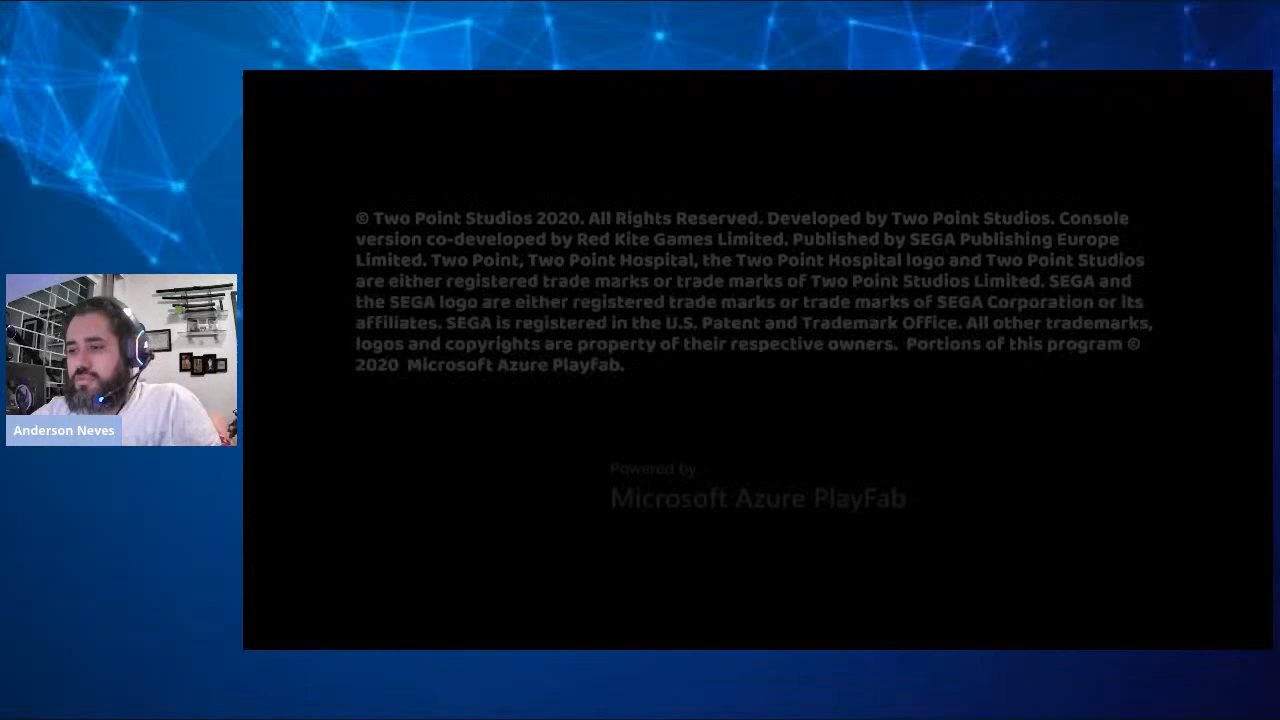 © Two Point Studios 2020. All Rights Reserved. Developed by Two Point Studios. Console
version co-developed by Red Kite Games Limited. Published by SEGA Publishing Europe
Limited. Two Point, Two Point Hospital, the Two Point Hospital logo and Two Point Studios
are either registered trade marks or trade marks of Two Point Studios Limited. SEGA and
the SEGA logo are either registered trade marks or trade marks of SEGA Corporation or its
affiliates. SEGA is registered in the U.S. Patent and Trademark Office. All other trademarks,
logos and copyrights are property of their respective owners.  Portions of this program ©
2020  Microsoft Azure Playfab.
Powered by
Microsoft Azure PlayFab
Anderson Neves